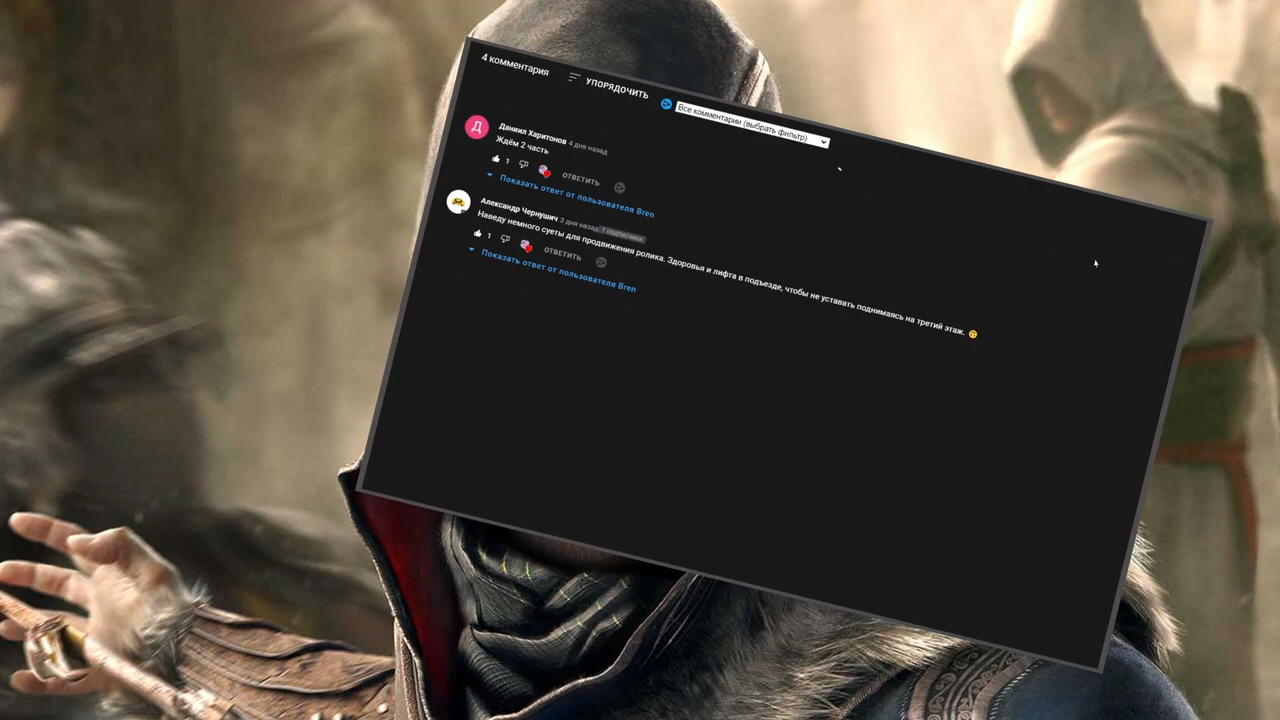 4 комментария
УПОРЯДОЧИТЬ
Все комментарии (выбрать фильтр)
Д
Даниил Харитонов 4 дня назад
Ждём 2 часть
1
ОТВЕТИТЬ
Показать ответ от пользователя Bren
Александр Чернушич 3 дня назад 1 подписчики
Наведу немного суеты для продвижения ролика. Здоровья и лифта в подъезде, чтобы не уставать поднимаясь на третий этаж. 🙃
1
ОТВЕТИТЬ
Показать ответ от пользователя Bren